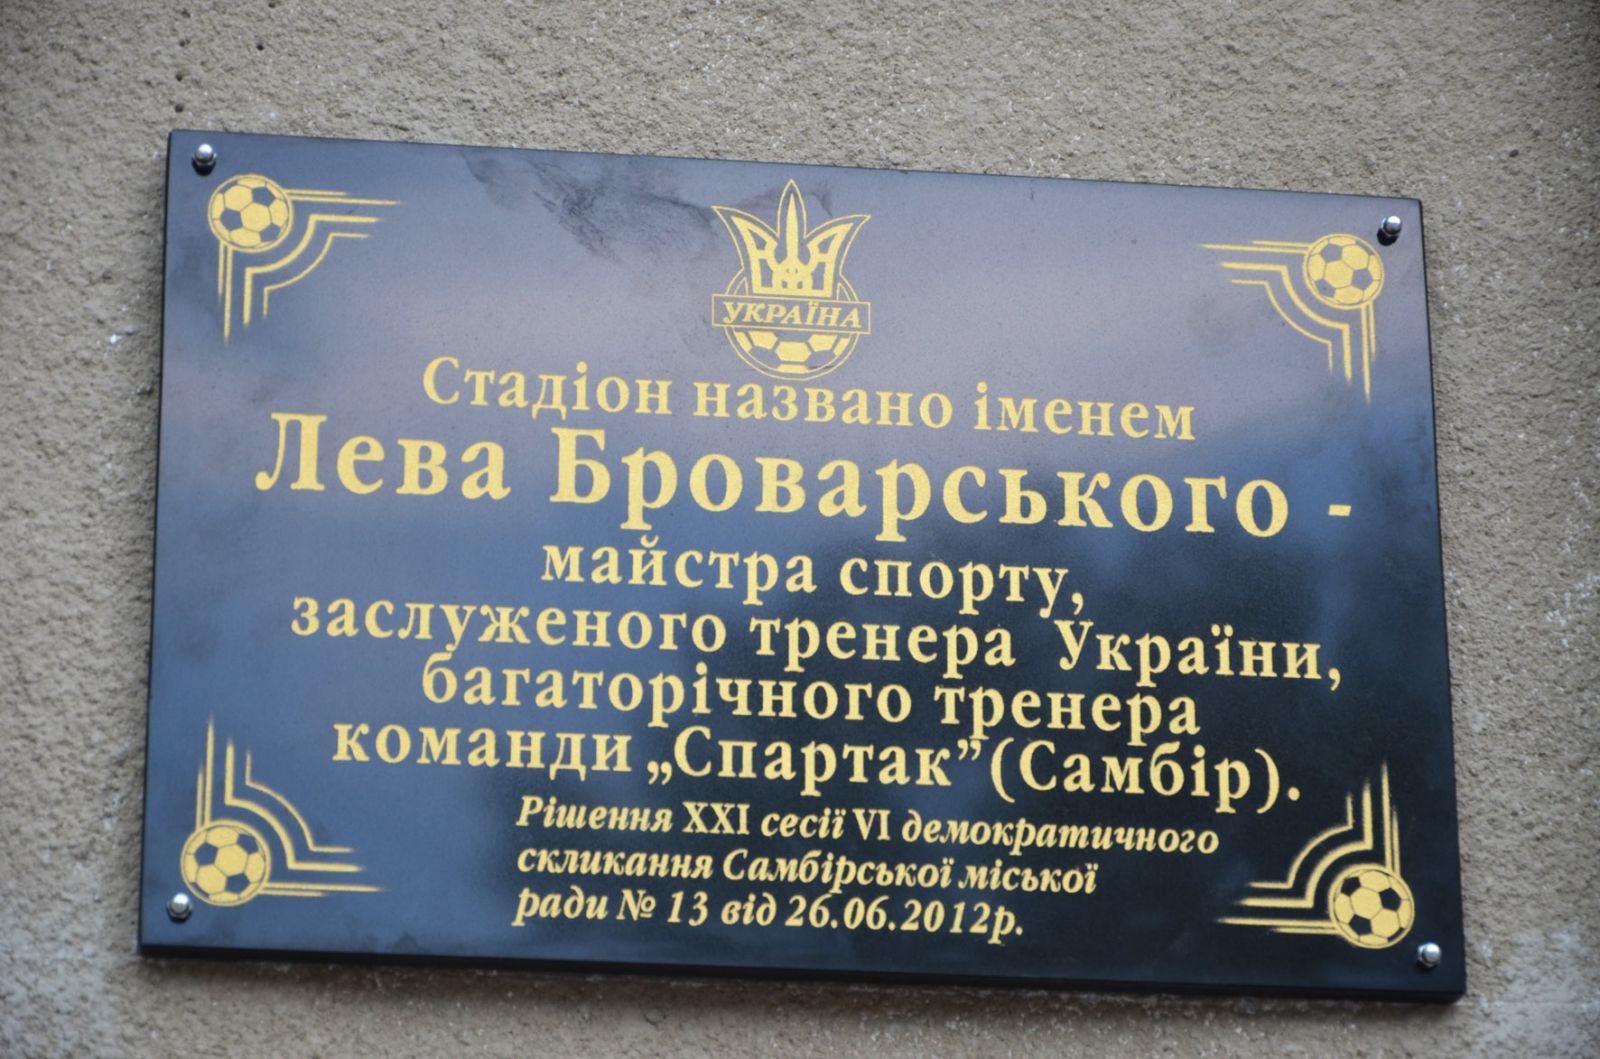 УКРАЇНА
Стадіон названо іменем
Лева Броварського -
майстра спорту,
заслуженого тренера України,
багаторічного тренера
команди „Спартак” (Самбір).
Рішення XXI сесії VI демократичного
скликання Самбірської міської
ради № 13 від 26.06.2012р.